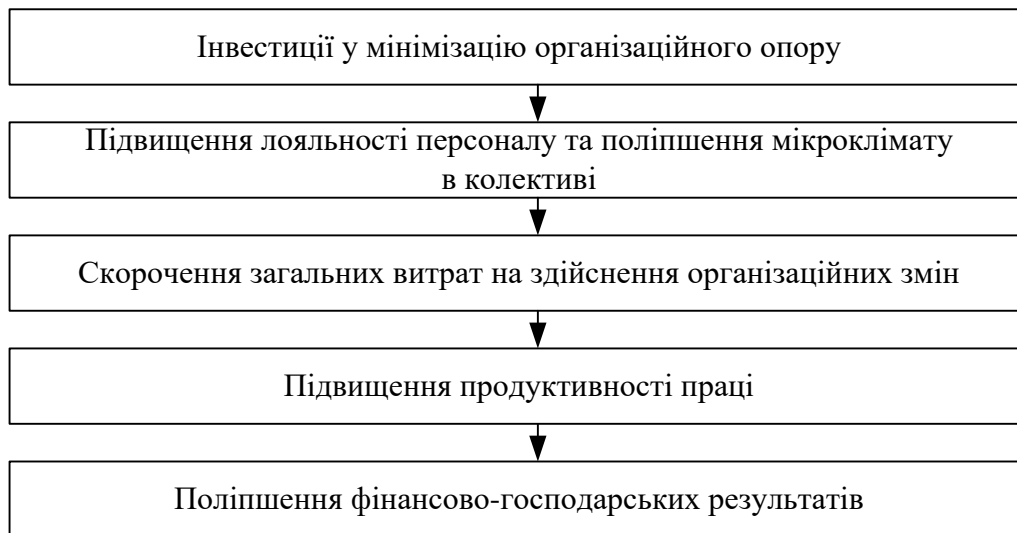 Інвестиції у мінімізацію організаційного опору
Підвищення лояльності персоналу та поліпшення мікроклімату
в колективі
Скорочення загальних витрат на здійснення організаційних змін
Підвищення продуктивності праці
Поліпшення фінансово-господарських результатів